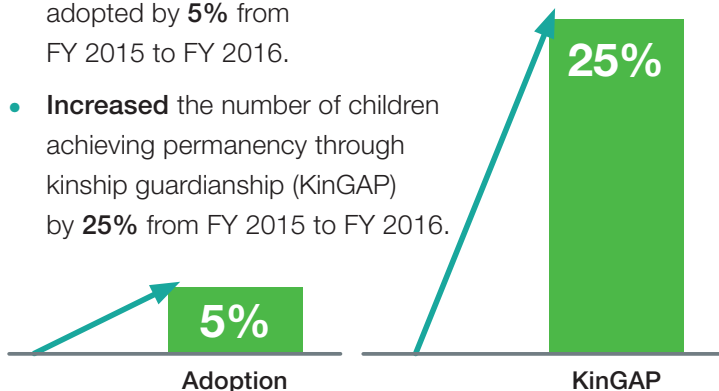 adopted by 5% from
FY 2015 to FY 2016.
• Increased the number of children
achieving permanency through
kinship guardianship (KinGAP)
by 25% from FY 2015 to FY 2016.
5%
Adoption
25%
KinGAP